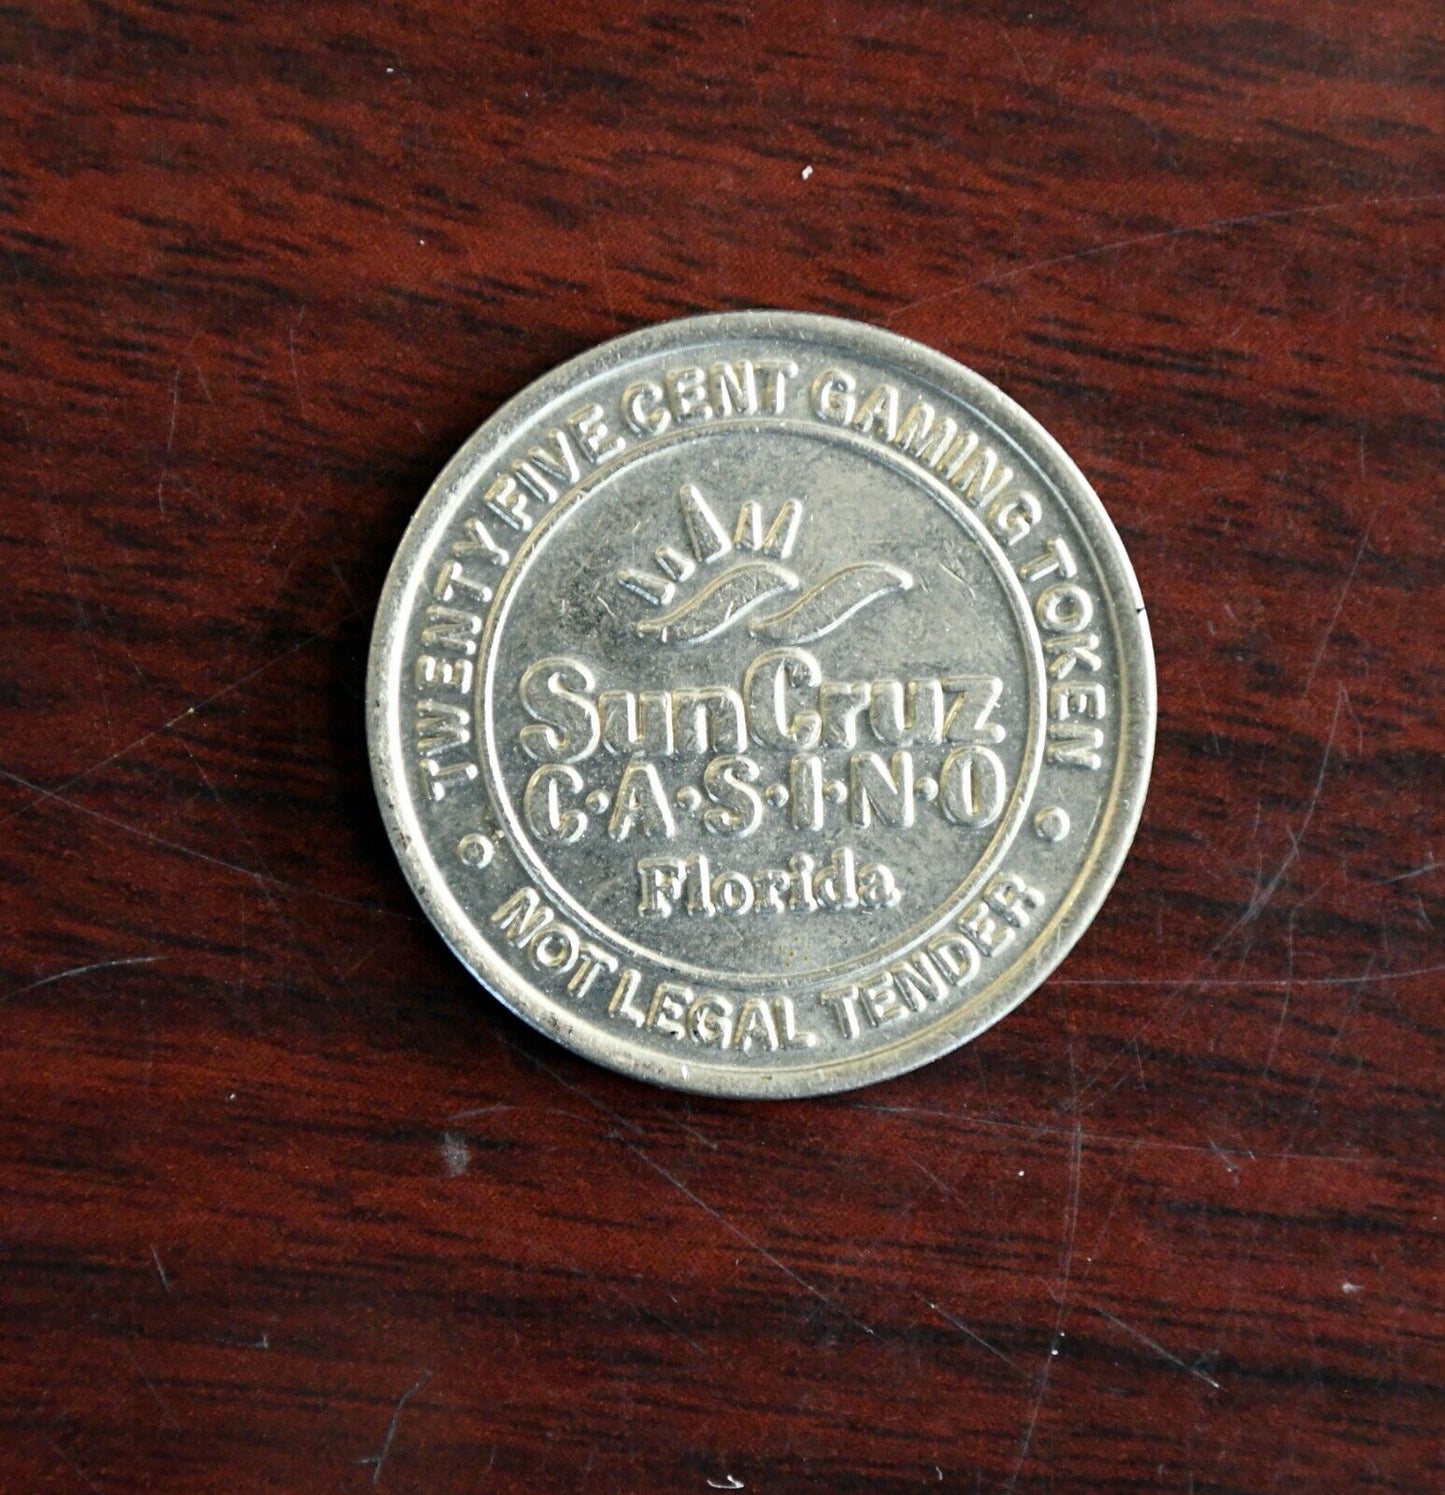 TWENTY FIVE CENT GAMING TOKEN
SunCruz
C·A·S·I·N·O
Florida
NOT LEGAL TENDER